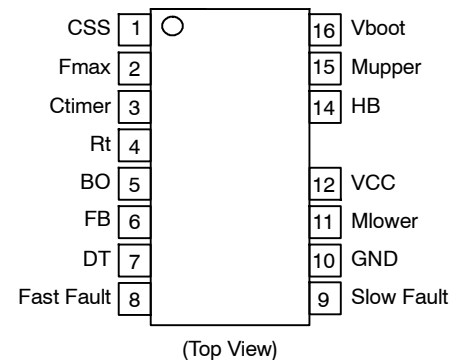 CSS 1 16 Vboot
Fmax 2 15 Mupper
Ctimer 3 14 HB
Rt 4
BO 5 12 VCC
FB 6 11 Mlower
DT 7 10 GND
Fast Fault 8 9 Slow Fault
(Top View)